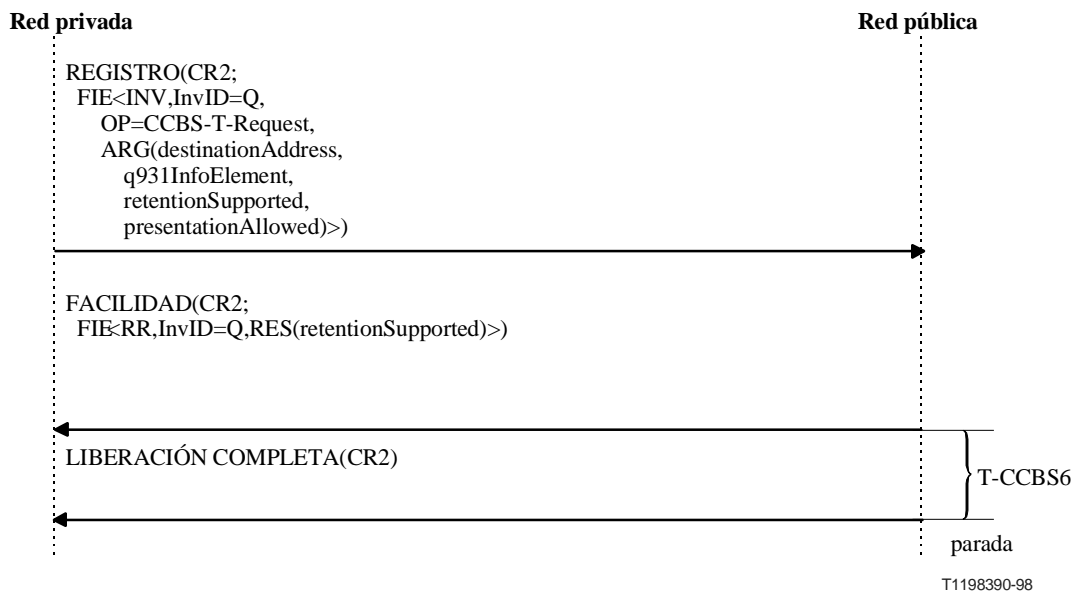 Red privada
Red pública
REGISTRO(CR2;
FIE<INV,InvID=Q,
OP=CCBS-T-Request,
ARG(destinationAddress,
q931InfoElement,
retentionSupported,
presentationAllowed)>)
FACILIDAD(CR2;
FIE<RR,InvID=Q,RES(retentionSupported)>)
LIBERACIÓN COMPLETA(CR2)
T-CCBS6
parada
T1198390-98